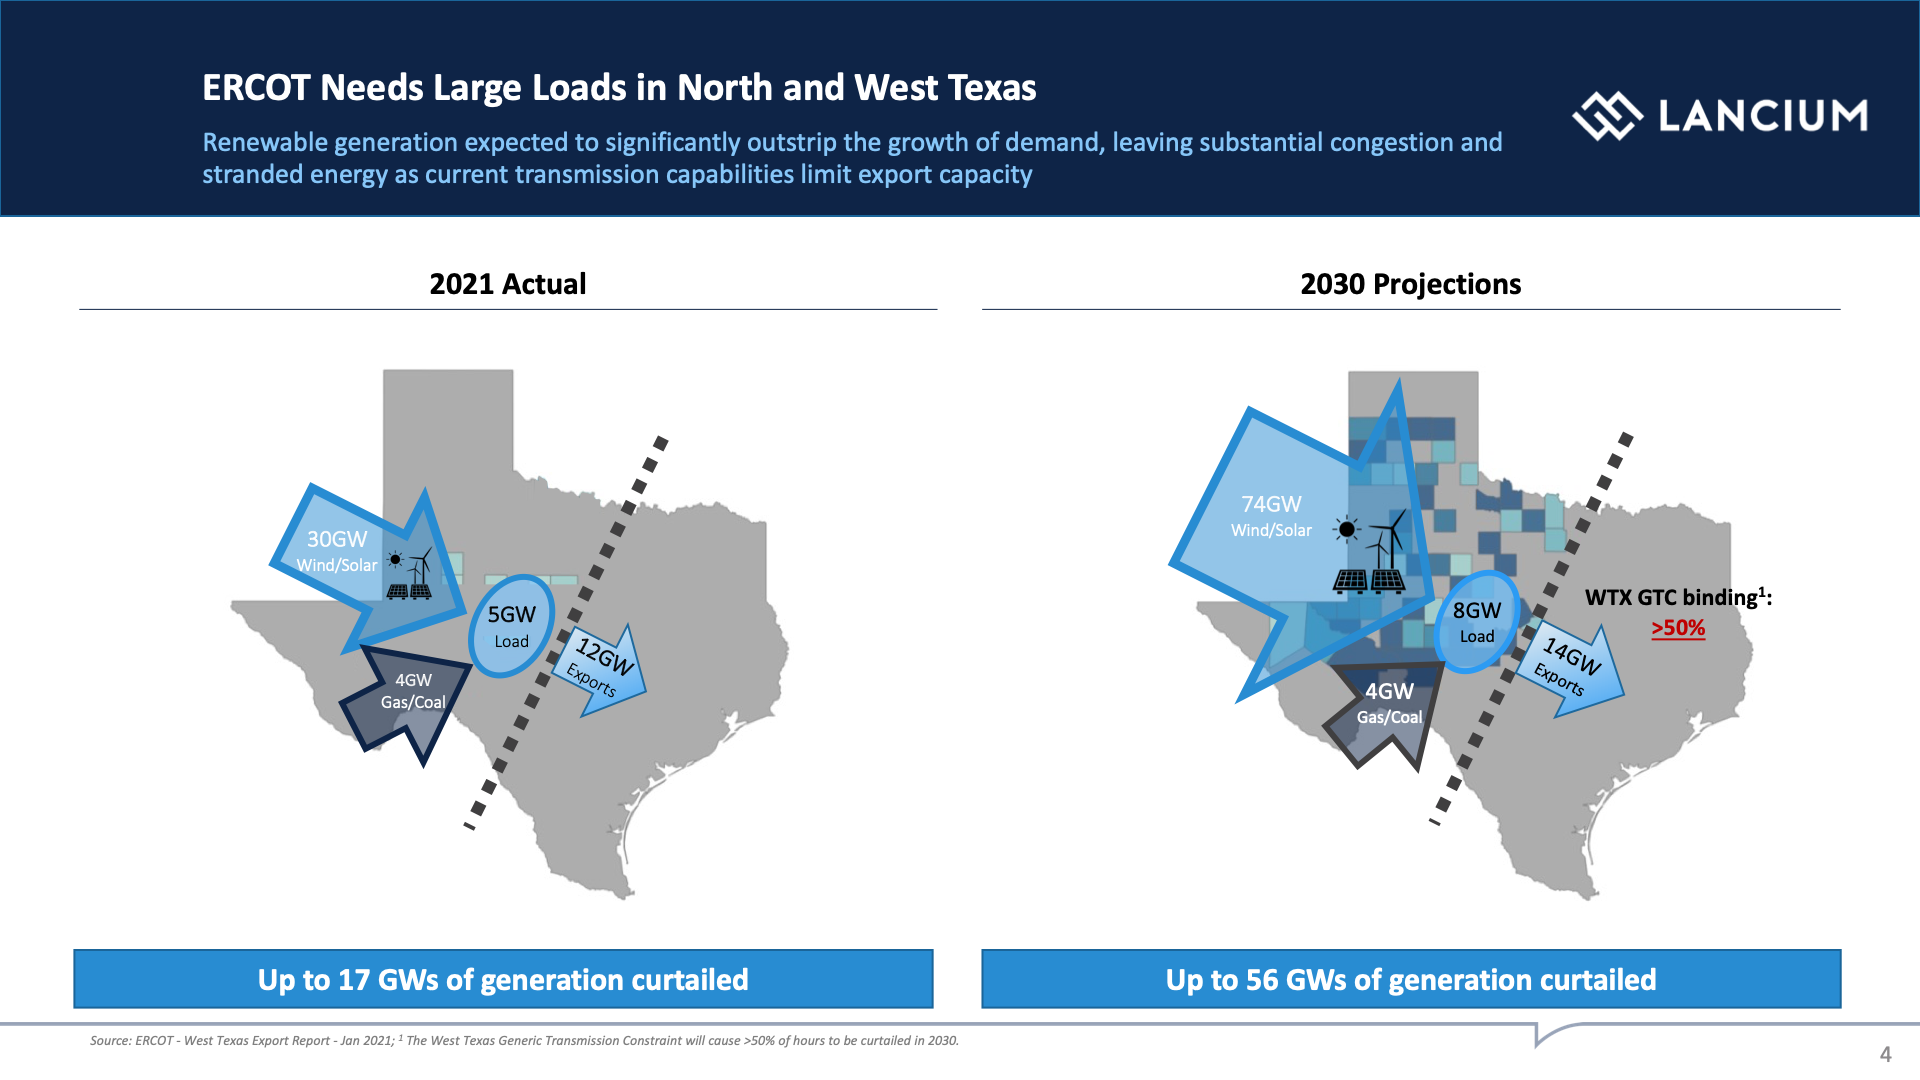 ERCOT Needs Large Loads in North and West Texas
Renewable generation expected to significantly outstrip the growth of demand, leaving substantial congestion and
stranded energy as current transmission capabilities limit export capacity
LANCIUM
2021 Actual
30GW
Wind/Solar
5GW
Load
12GW
Exports
4GW
Gas/Coal
Up to 17 GWs of generation curtailed
2030 Projections
74GW
Wind/Solar
8GW
Load
14GW
Exports
4GW
Gas/Coal
WTX GTC binding¹:
>50%
Up to 56 GWs of generation curtailed
Source: ERCOT - West Texas Export Report - Jan 2021; ¹ The West Texas Generic Transmission Constraint will cause >50% of hours to be curtailed in 2030.
4